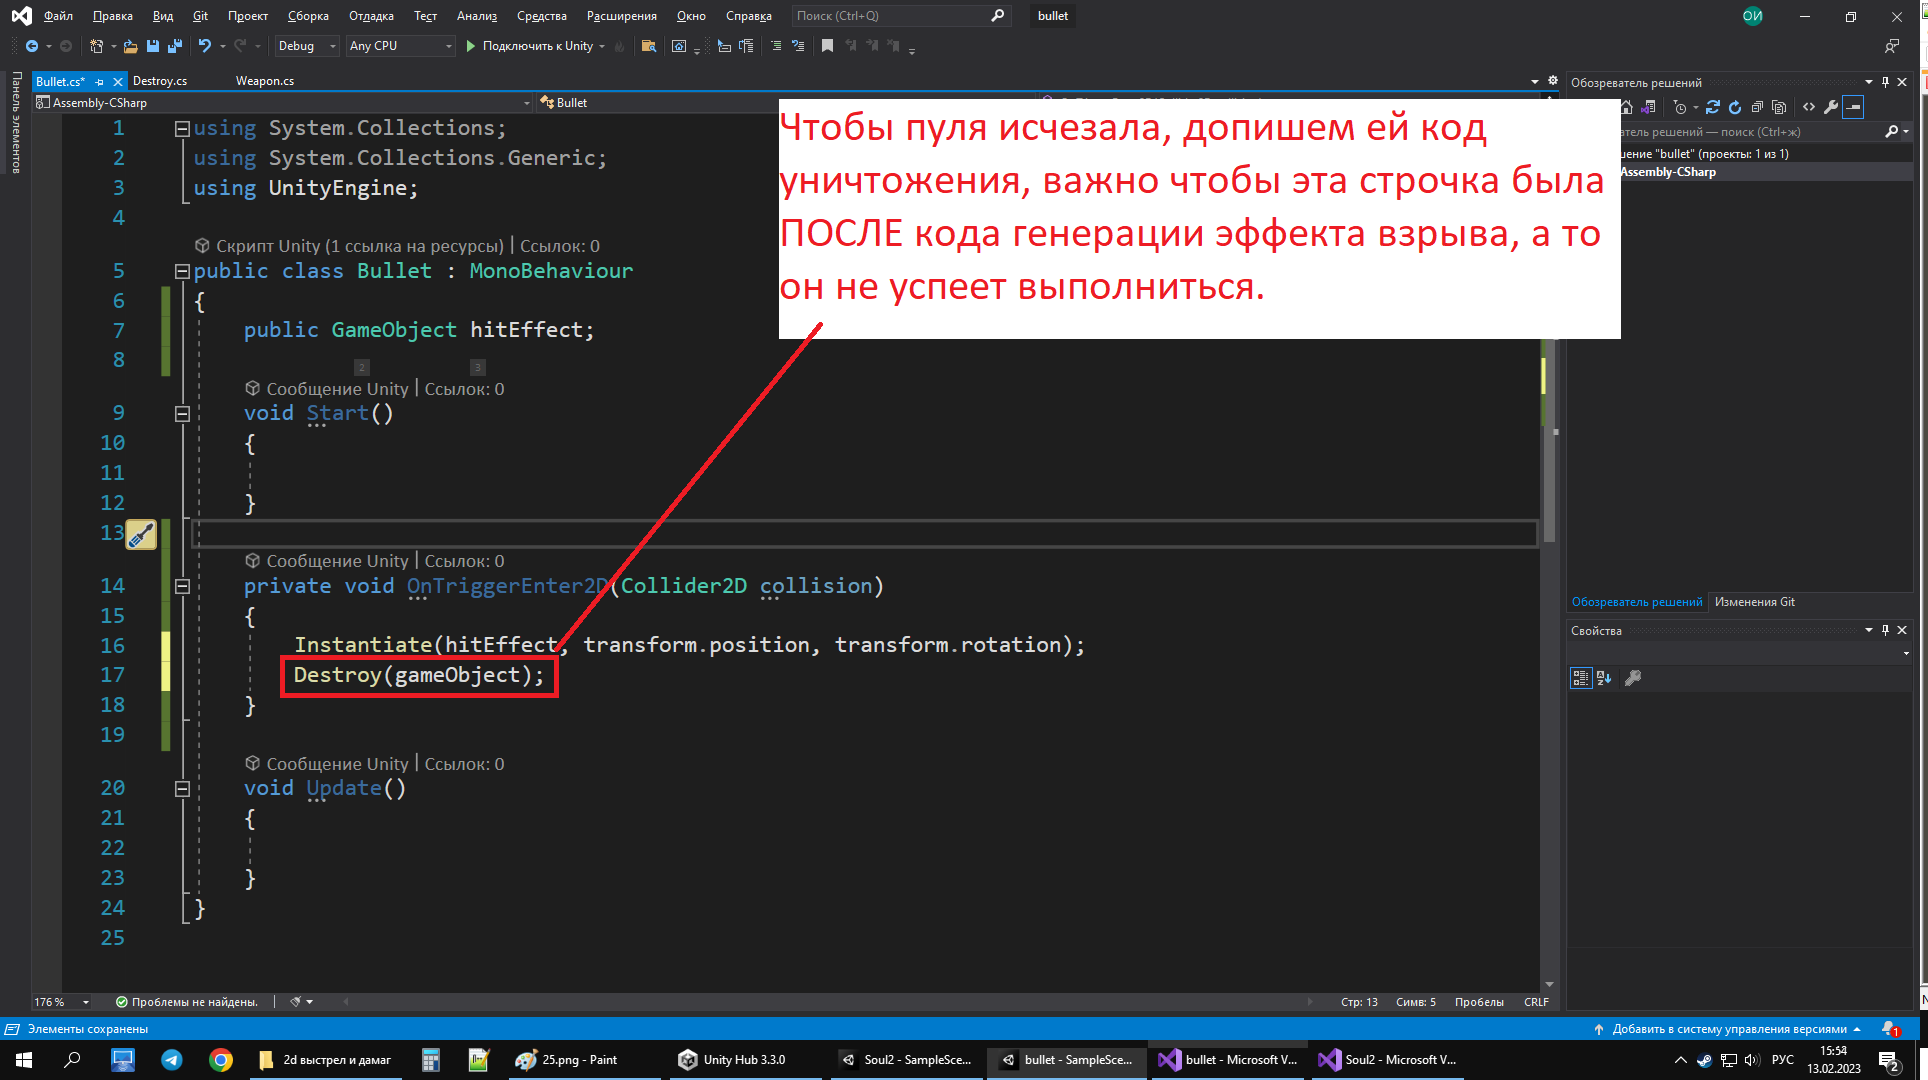 Файл Правка Вид Git Проект Сборка Отладка Тест Анализ Средства Расширения Окно Справка Поиск (Ctrl+Q) bullet ОИ
Debug Any CPU Подключить к Unity
Панель элементов
Bullet.cs* Destroy.cs Weapon.cs
Assembly-CSharp Bullet
Чтобы пуля исчезала, допишем ей код
уничтожения, важно чтобы эта строчка была
ПОСЛЕ кода генерации эффекта взрыва, а то
он не успеет выполниться.
1 using System.Collections;
2 using System.Collections.Generic;
3 using UnityEngine;
4
Скрипт Unity (1 ссылка на ресурсы) | Ссылок: 0
5 public class Bullet : MonoBehaviour
6 {
7 public GameObject hitEffect;
8
2 3
Сообщение Unity | Ссылок: 0
9 void Start()
10 {
11
12 }
13
Сообщение Unity | Ссылок: 0
14 private void OnTriggerEnter2D(Collider2D collision)
15 {
16 Instantiate(hitEffect, transform.position, transform.rotation);
17 Destroy(gameObject);
18 }
19
Сообщение Unity | Ссылок: 0
20 void Update()
21 {
22
23 }
24 }
25
Обозреватель решений
атель решений — поиск (Ctrl+ж)
ение "bullet" (проекты: 1 из 1)
Assembly-CSharp
Обозреватель решений Изменения Git
Свойства
176 % Проблемы не найдены. Стр: 13 Симв: 5 Пробелы CRLF
Элементы сохранены Добавить в систему управления версиями 1
2d выстрел и дамаг 25.png - Paint Unity Hub 3.3.0 Soul2 - SampleSce... bullet - SampleSce... bullet - Microsoft V... Soul2 - Microsoft V... РУС 15:54
13.02.2023 2